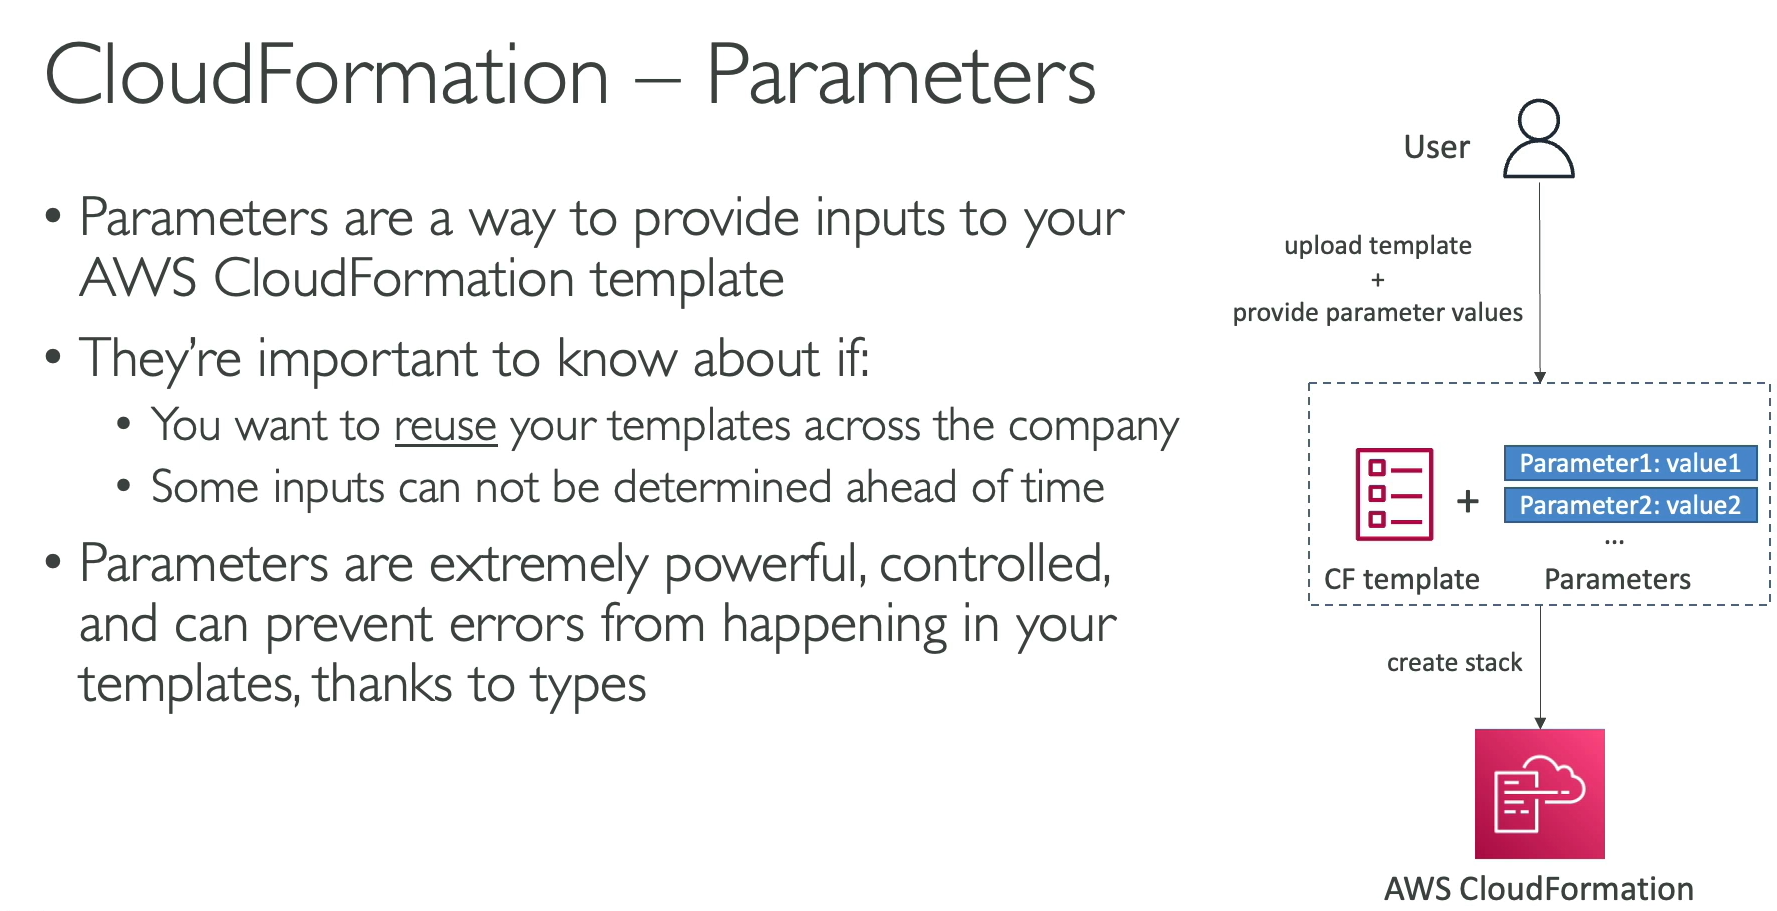 CloudFormation – Parameters
• Parameters are a way to provide inputs to your
AWS CloudFormation template
• They’re important to know about if:
• You want to reuse your templates across the company
• Some inputs can not be determined ahead of time
• Parameters are extremely powerful, controlled,
and can prevent errors from happening in your
templates, thanks to types
User
upload template
+
provide parameter values
Parameter1: value1
+
Parameter2: value2
...
CF template
Parameters
create stack
AWS CloudFormation